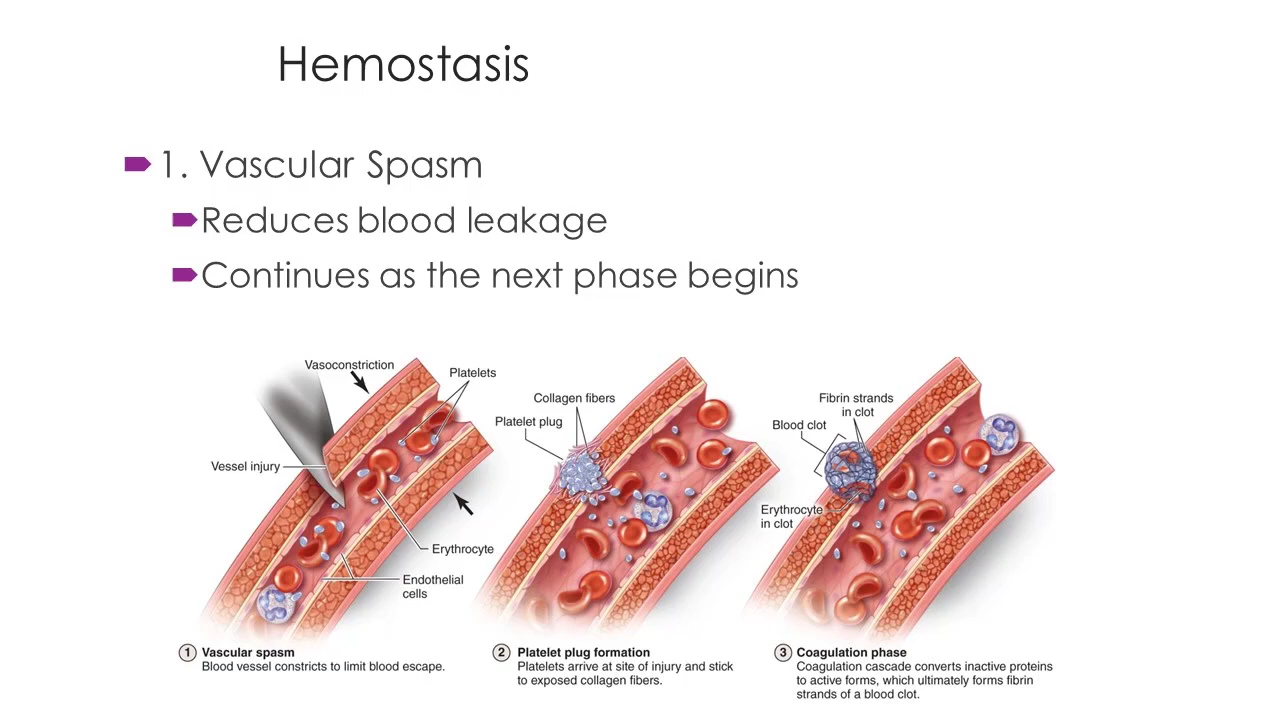 Hemostasis
1. Vascular Spasm
Reduces blood leakage
Continues as the next phase begins
Vasoconstriction
Platelets
Vessel injury
Erythrocyte
Endothelial
cells
Collagen fibers
Platelet plug
Fibrin strands
in clot
Blood clot
Erythrocyte
in clot
1 Vascular spasm
Blood vessel constricts to limit blood escape.
2 Platelet plug formation
Platelets arrive at site of injury and stick
to exposed collagen fibers.
3 Coagulation phase
Coagulation cascade converts inactive proteins
to active forms, which ultimately forms fibrin
strands of a blood clot.